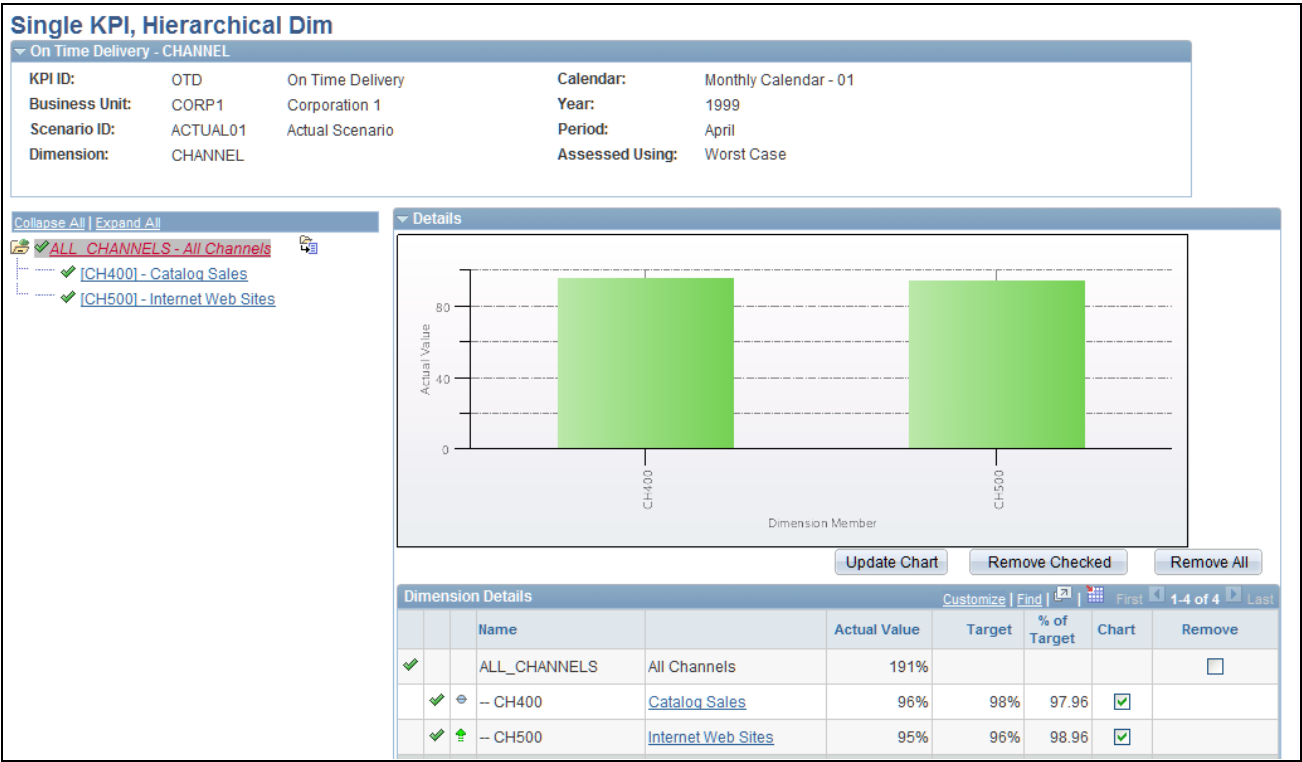 Single KPI, Hierarchical Dim
On Time Delivery - CHANNEL
KPI ID: OTD On Time Delivery Calendar: Monthly Calendar - 01
Business Unit: CORP1 Corporation 1 Year: 1999
Scenario ID: ACTUAL01 Actual Scenario Period: April
Dimension: CHANNEL Assessed Using: Worst Case
Collapse All | Expand All
ALL_CHANNELS - All Channels
[CH400] - Catalog Sales
[CH500] - Internet Web Sites
Details
80
40
0
Actual Value
CH400
CH500
Dimension Member
Update Chart Remove Checked Remove All
Dimension Details Customize | Find | | First 1-4 of 4 Last
Name Actual Value Target % of Target Chart Remove
ALL_CHANNELS All Channels 191%
-- CH400 Catalog Sales 96% 98% 97.96
-- CH500 Internet Web Sites 95% 96% 98.96